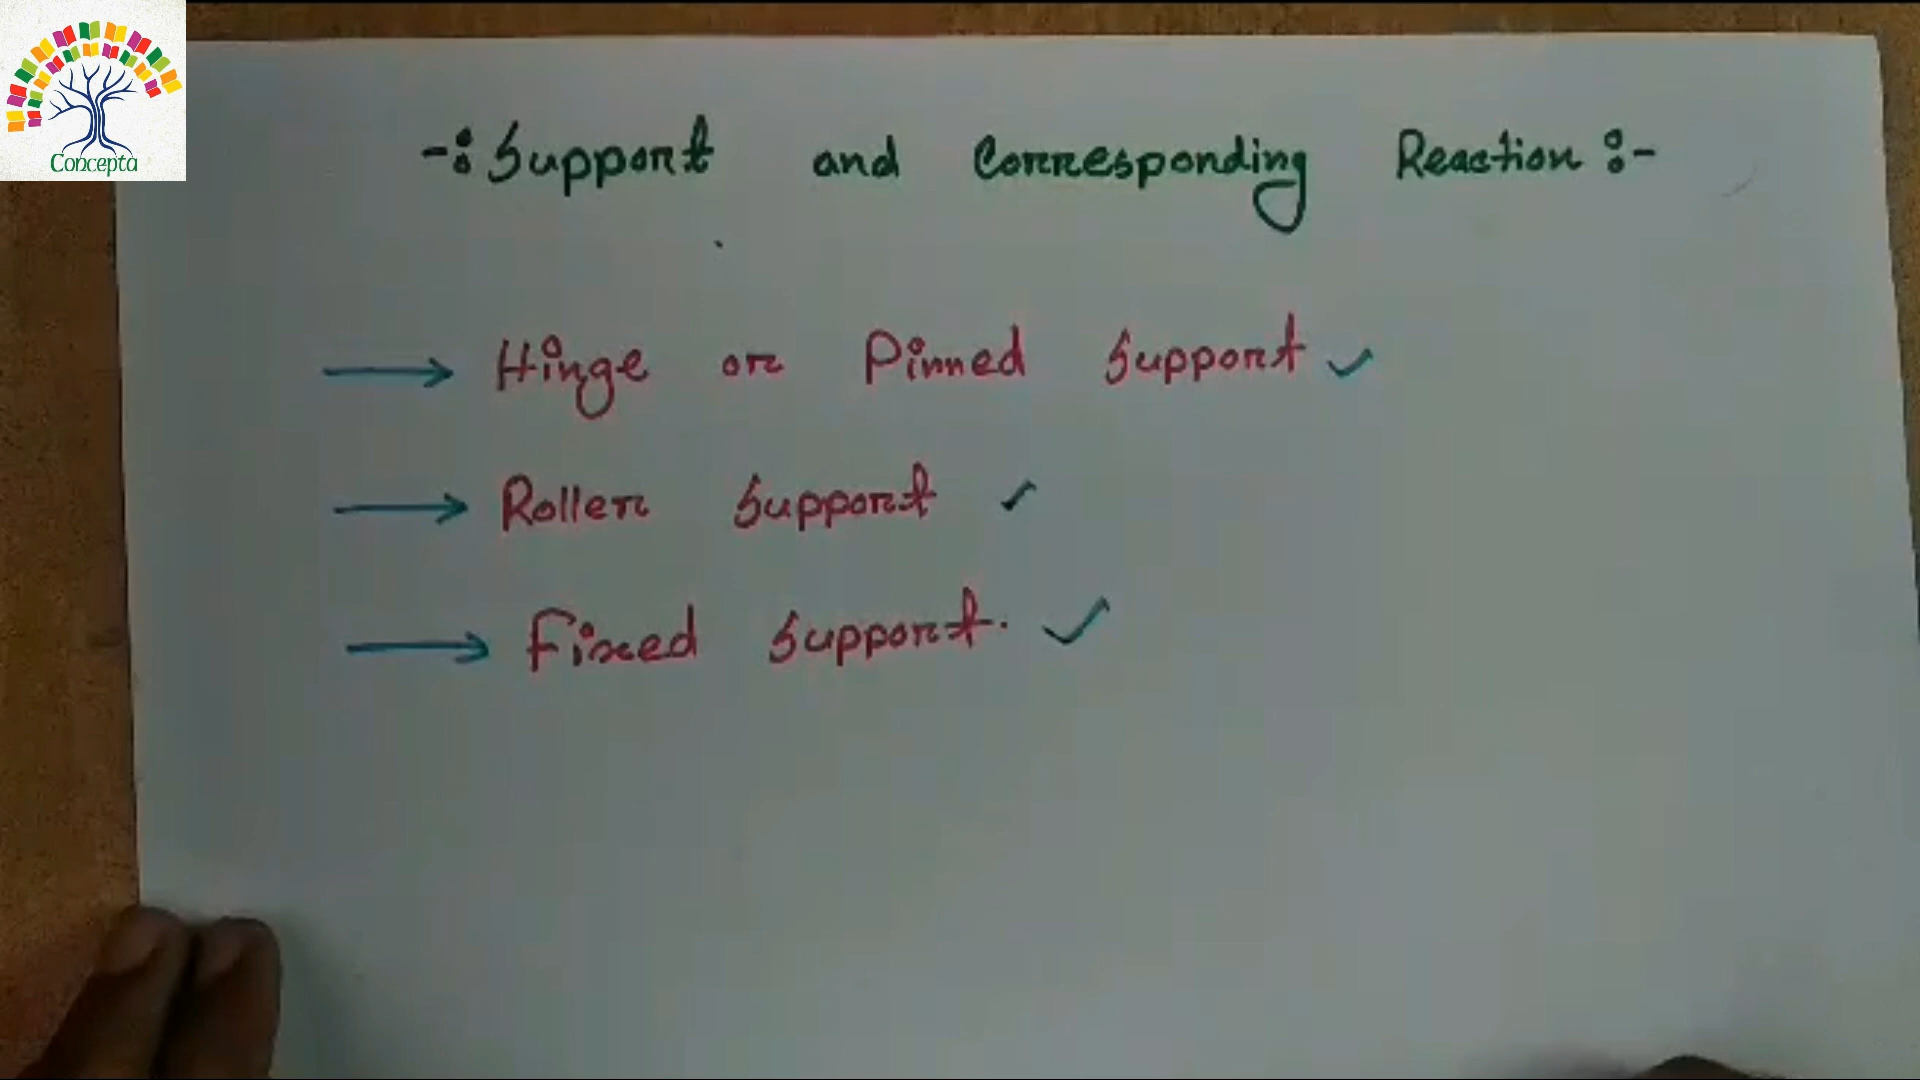 Concepta
-: Support and Corresponding Reaction :-
→ Hinge or Pinned Support ✓
→ Roller Support ✓
→ Fixed Support. ✓